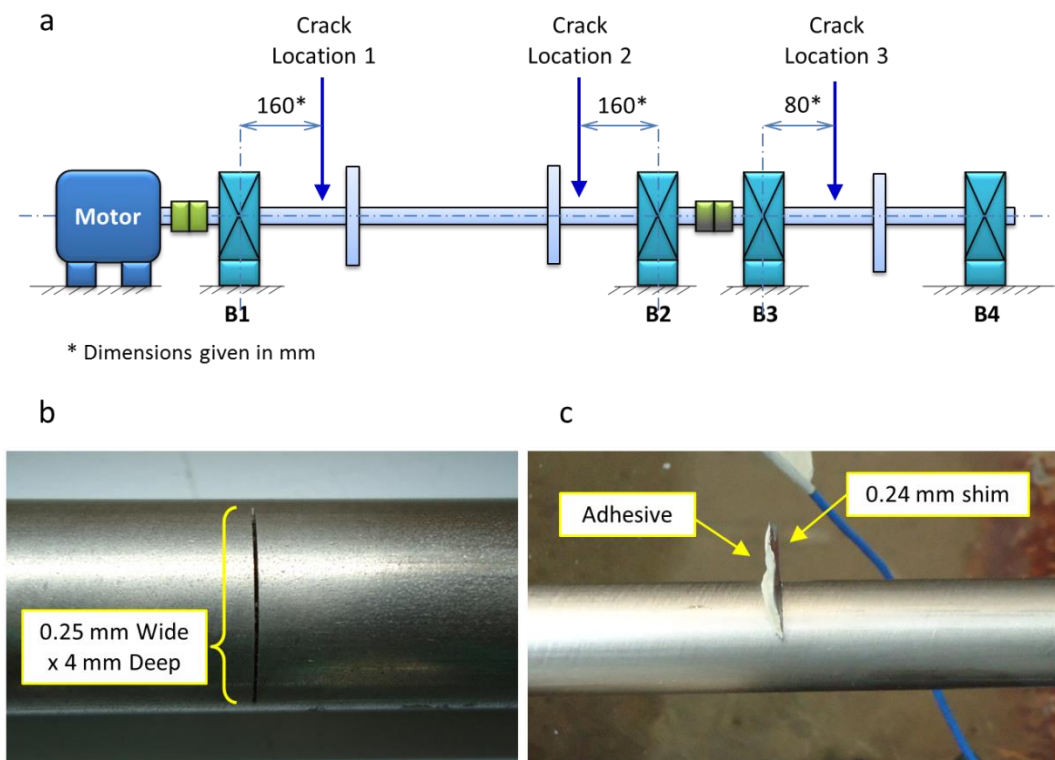 a
Crack
Location 1
Crack
Location 2
Crack
Location 3
160*
160*
80*
Motor
B1
B2
B3
B4
* Dimensions given in mm
b
c
0.25 mm Wide
x 4 mm Deep
Adhesive
0.24 mm shim